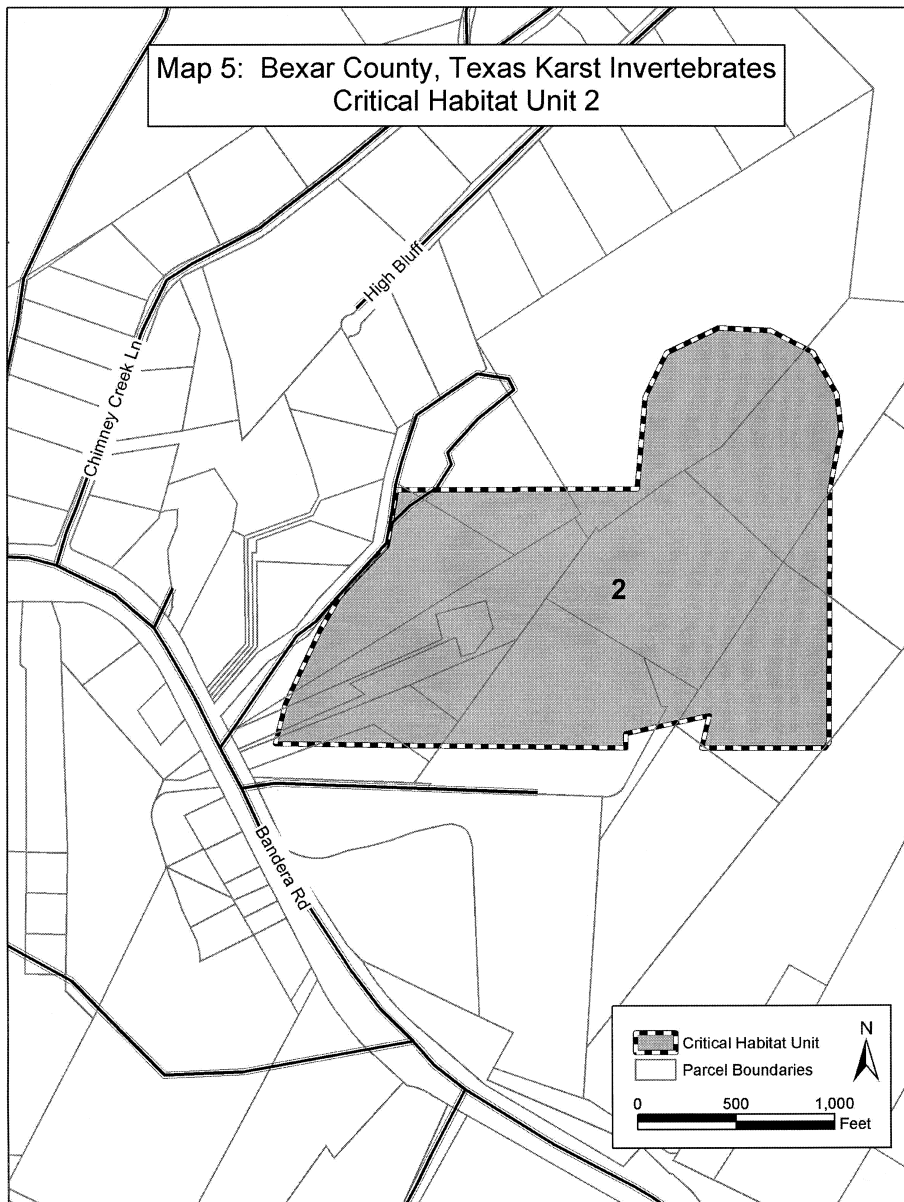 Map 5: Bexar County, Texas Karst Invertebrates
Critical Habitat Unit 2
High Bluff
Chimney Creek Ln
2
Bandera Rd
Critical Habitat Unit
Parcel Boundaries
N
0 500 1,000
Feet